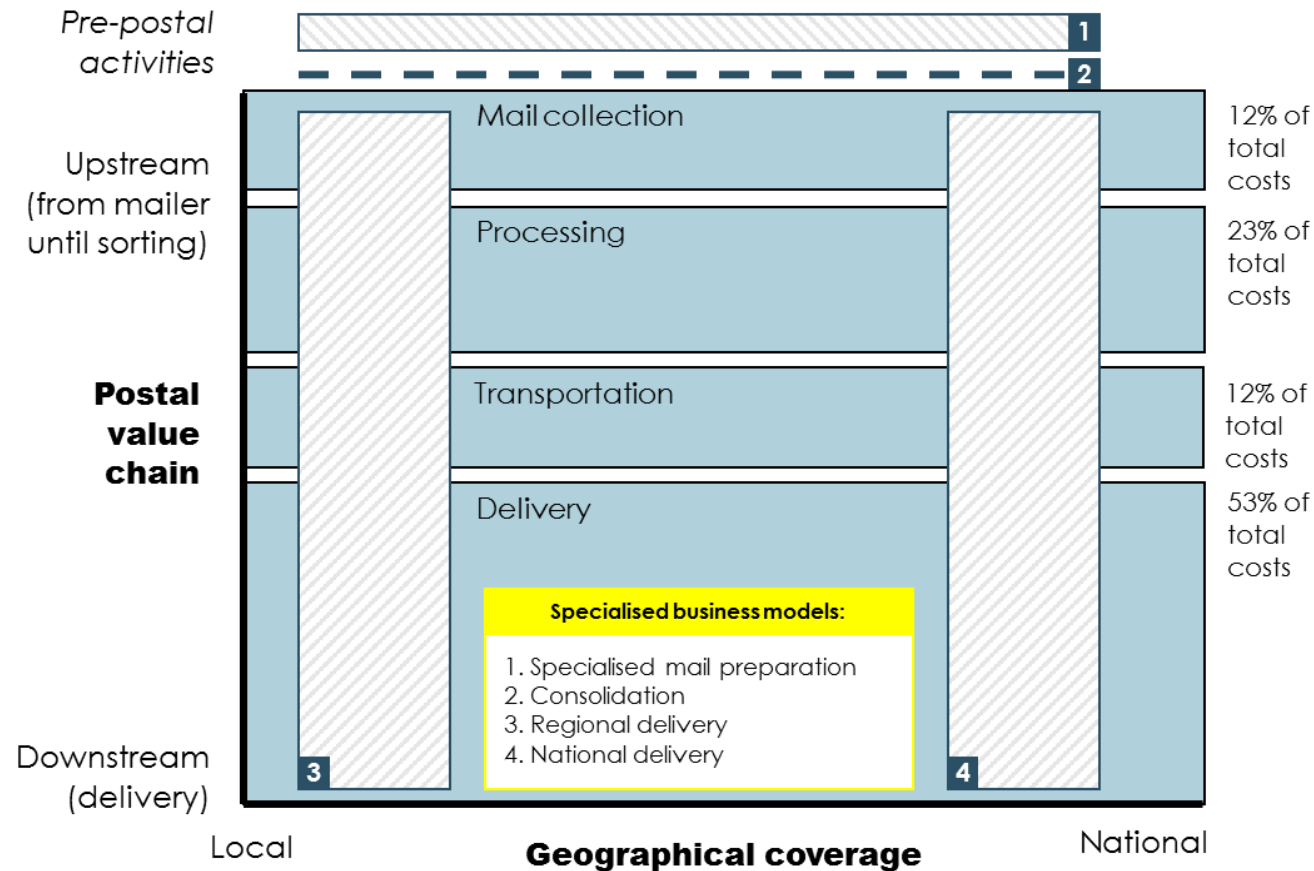 Pre-postal
activities
1
2
Mail collection
12% of
total
costs
Upstream
(from mailer
until sorting)
Processing
23% of
total
costs
Postal
value
chain
Transportation
12% of
total
costs
Delivery
53% of
total
costs
Specialised business models:
1. Specialised mail preparation
2. Consolidation
3. Regional delivery
4. National delivery
Downstream
(delivery)
3
4
Local
Geographical coverage
National